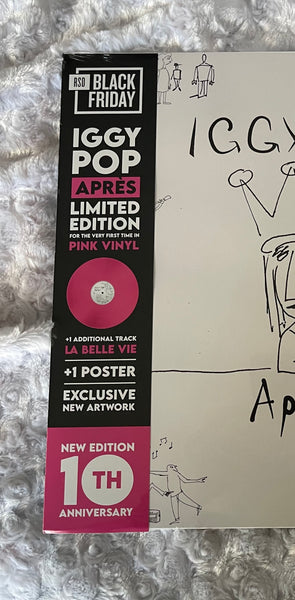 RSD BLACK
FRIDAY
IGGY
POP
APRÈS
LIMITED
EDITION
FOR THE VERY FIRST TIME IN
PINK VINYL
+1 ADDITIONAL TRACK
LA BELLE VIE
+1 POSTER
EXCLUSIVE
NEW ARTWORK
NEW EDITION
10TH
ANNIVERSARY
IGGY
Ap